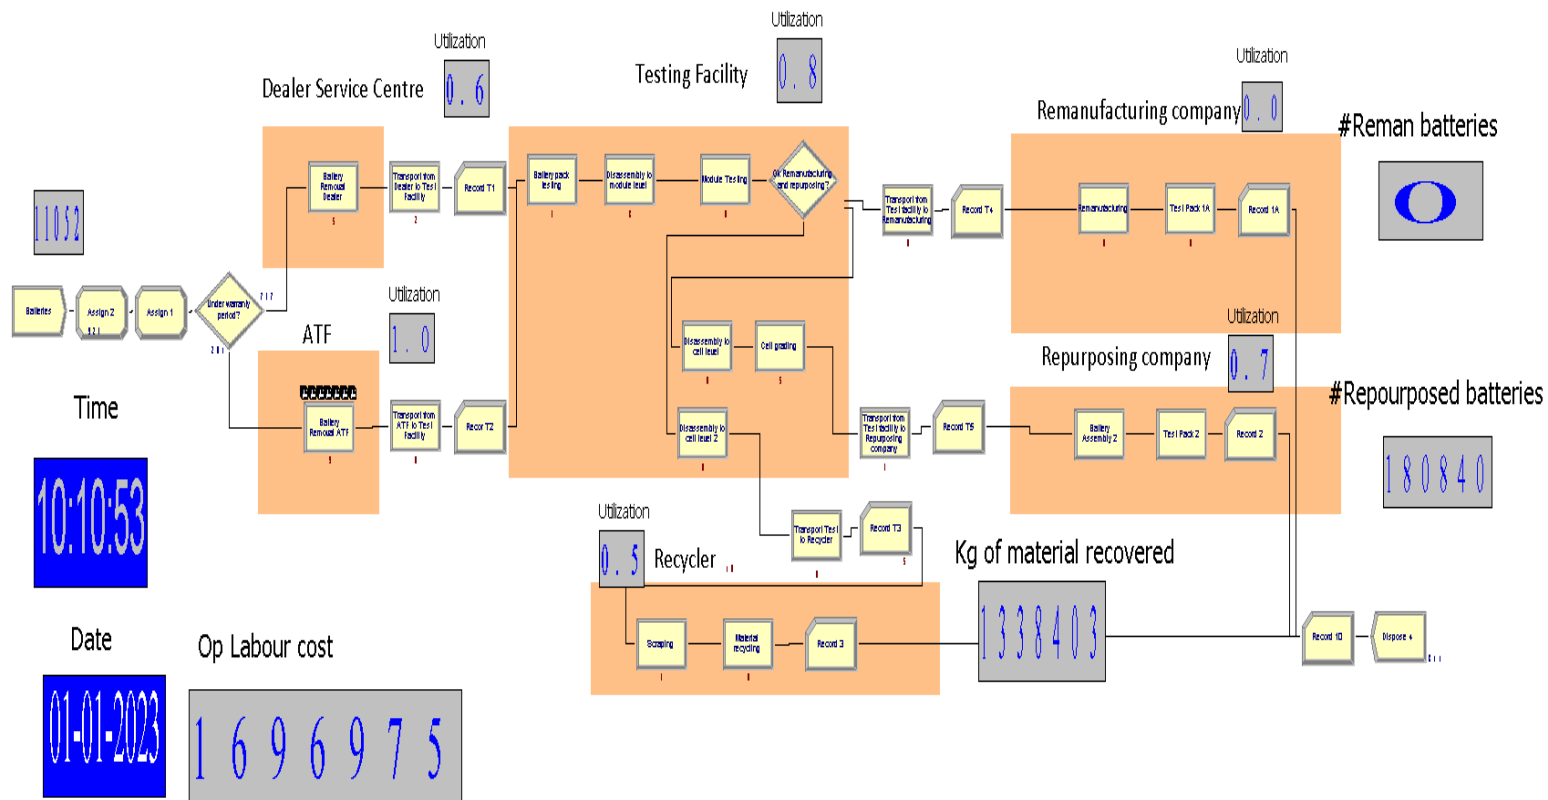 Utilization
0.6
Dealer Service Centre
Utilization
0.8
Testing Facility
Utilization
0.0
Remanufacturing company
#Reman batteries
0
11052
Battery
Removal
Dealer
5
Transport from
Dealer to Test
Facility
2
Record T1
Battery pack
testing
Disassembly to
module level
Module Testing
Ok Remanufacturing
and repurposing?
Transport from
Test facility to
Remanufacturing
Record T4
Remanufacturing
Test Pack 1A
Record 1A
Batteries
Assign 2
Assign 1
Under warranty
period?
Utilization
1.0
ATF
Battery
Removal ATF
Transport from
ATF to Test
Facility
Recor T2
Disassembly to
cell level
Cell grading
Disassembly to
cell level 2
Transport from
Test facility to
Repurposing
company
Record T5
Utilization
0.7
Repurposing company
Battery
Assembly 2
Test Pack 2
Record 2
#Repourposed batteries
180840
Time
10:10:53
Utilization
0.5
Recycler
Transport Test
to Recycler
Record T3
Kg of material recovered
1338403
Scraping
Material
recycling
Record 3
Record 10
Dispose 4
Date
01-01-2023
Op Labour cost
1696975